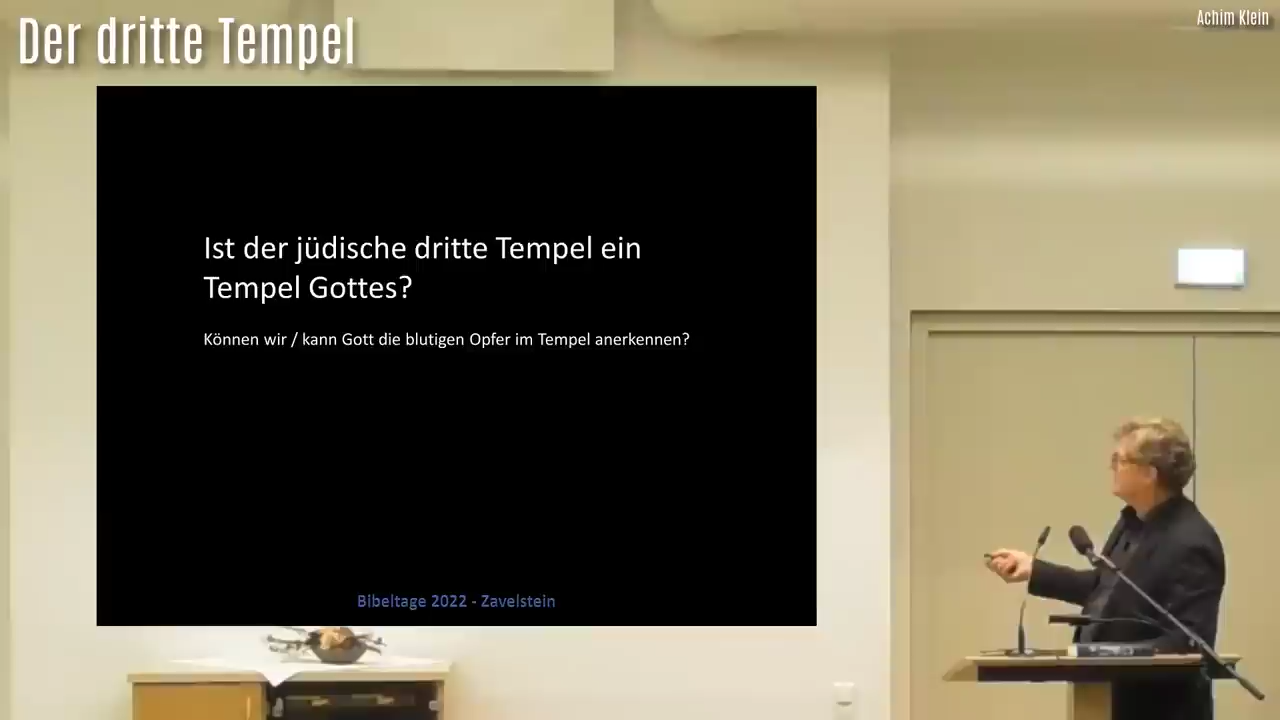 Der dritte Tempel
Achim Klein
Ist der jüdische dritte Tempel ein
Tempel Gottes?
Können wir / kann Gott die blutigen Opfer im Tempel anerkennen?
Bibeltage 2022 - Zavelstein